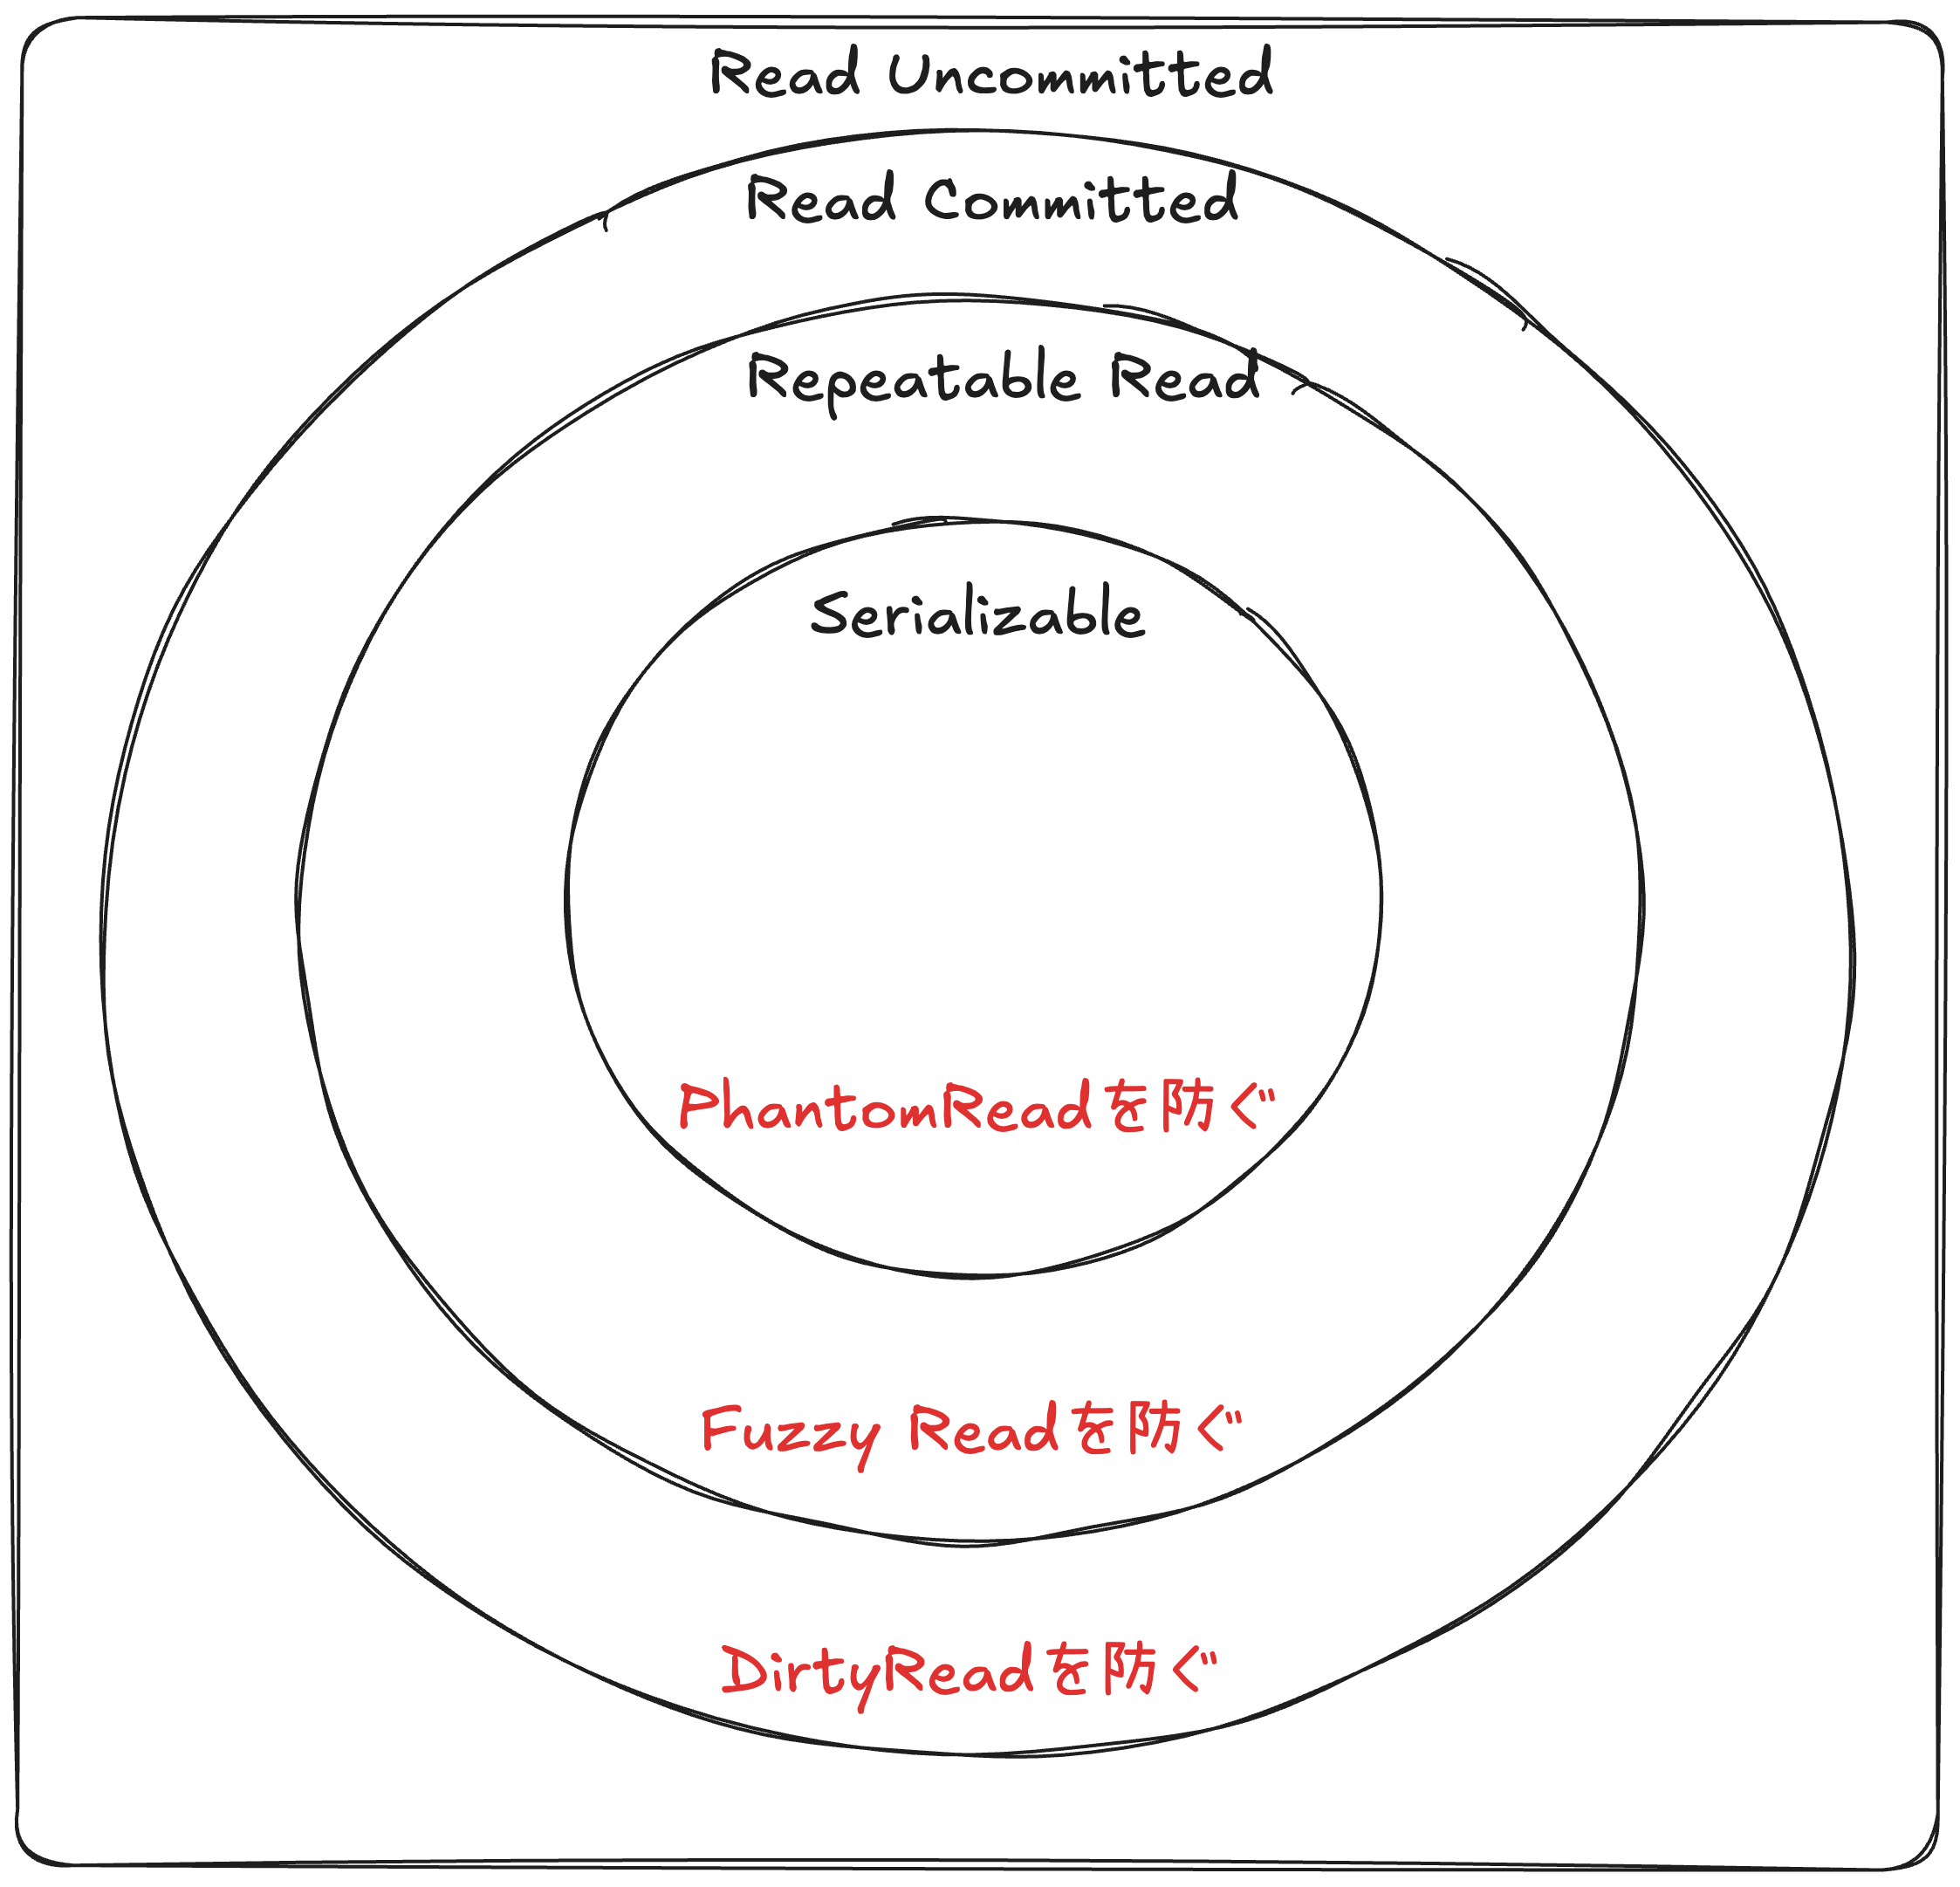 Read Uncommitted
Read Committed
Repeatable Read
Serializable
PhantomReadを防ぐ
Fuzzy Readを防ぐ
DirtyReadを防ぐ